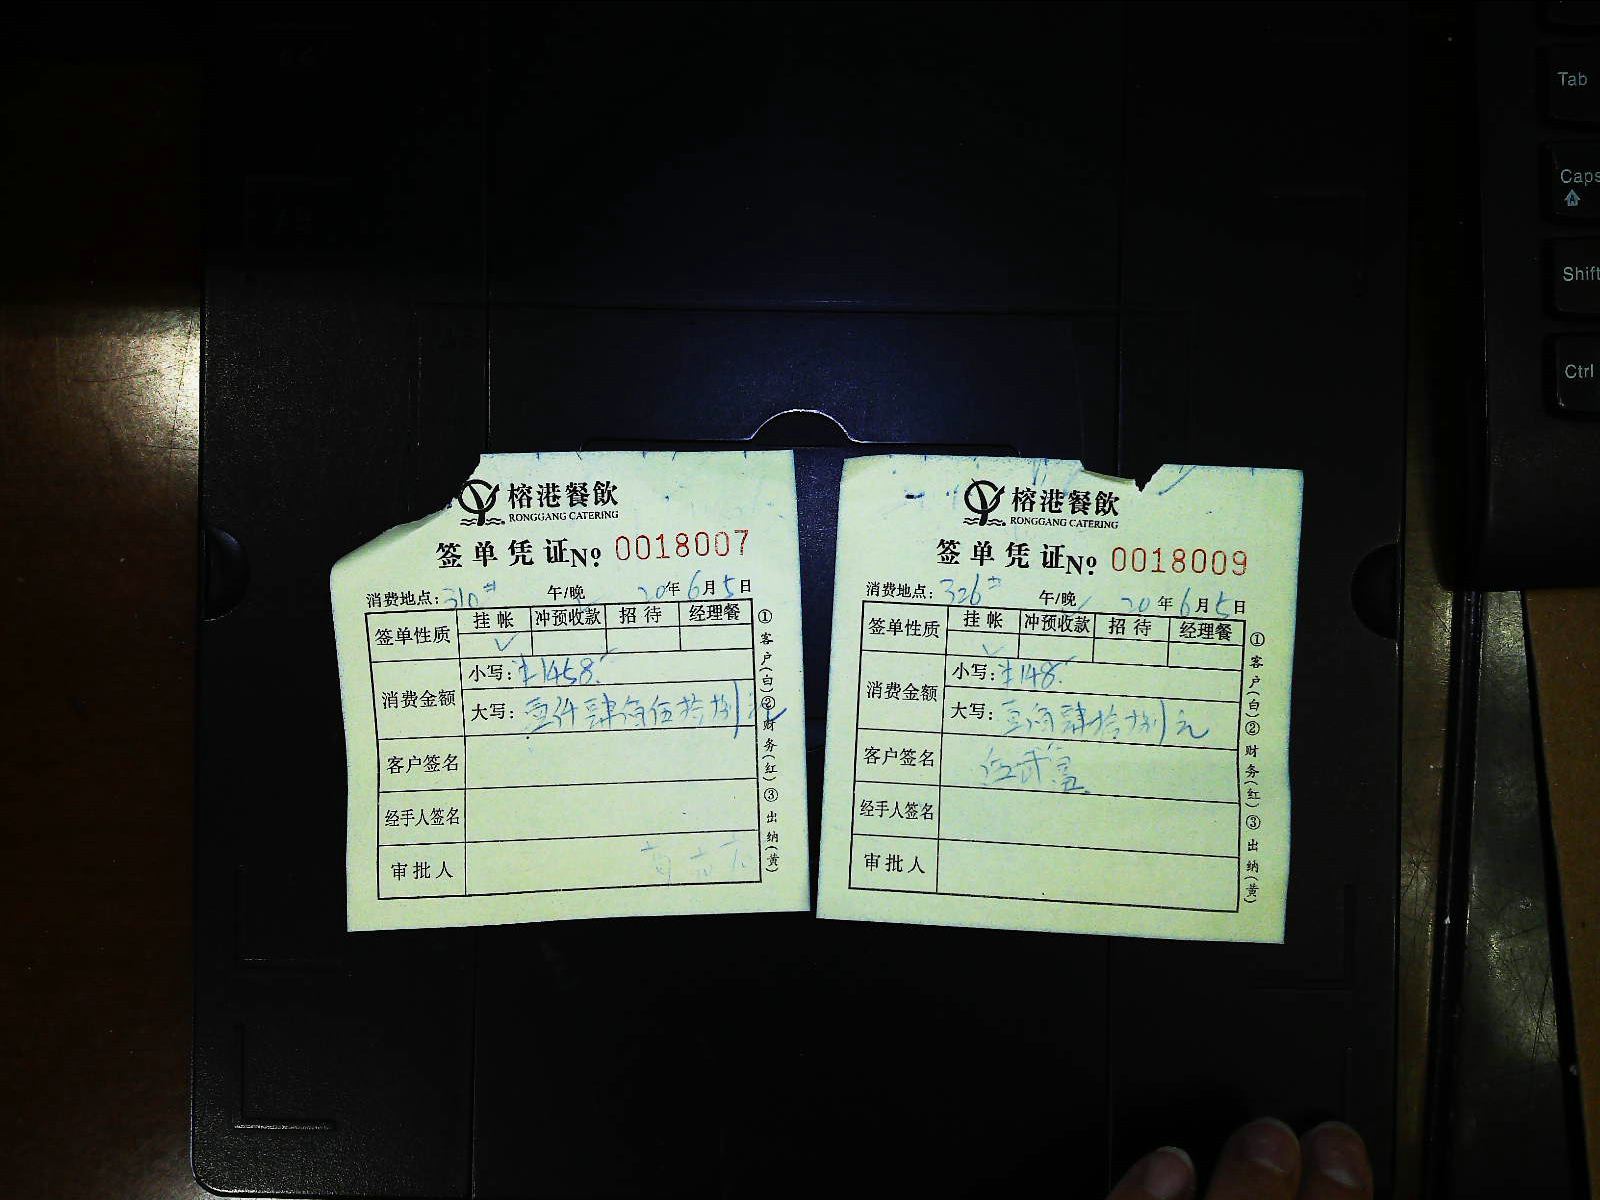 榕港餐飲
RONGGANG CATERING
签单凭证 № 0018007
消费地点: 310# 午/晚 20年6月5日
签单性质 挂帐 冲预收款 招待 经理餐
✓
消费金额
小写: ¥1458.
大写: 壹仟肆佰伍拾捌元
客户签名
经手人签名
审批人
①客户(白)②财务(红)③出纳(黄)
榕港餐飲
RONGGANG CATERING
签单凭证 № 0018009
消费地点: 326# 午/晚 20年6月5日
签单性质 挂帐 冲预收款 招待 经理餐
✓
消费金额
小写: ¥148.
大写: 壹佰肆拾捌元
客户签名
经手人签名
审批人
①客户(白)②财务(红)③出纳(黄)
Tab
Caps
Shift
Ctrl